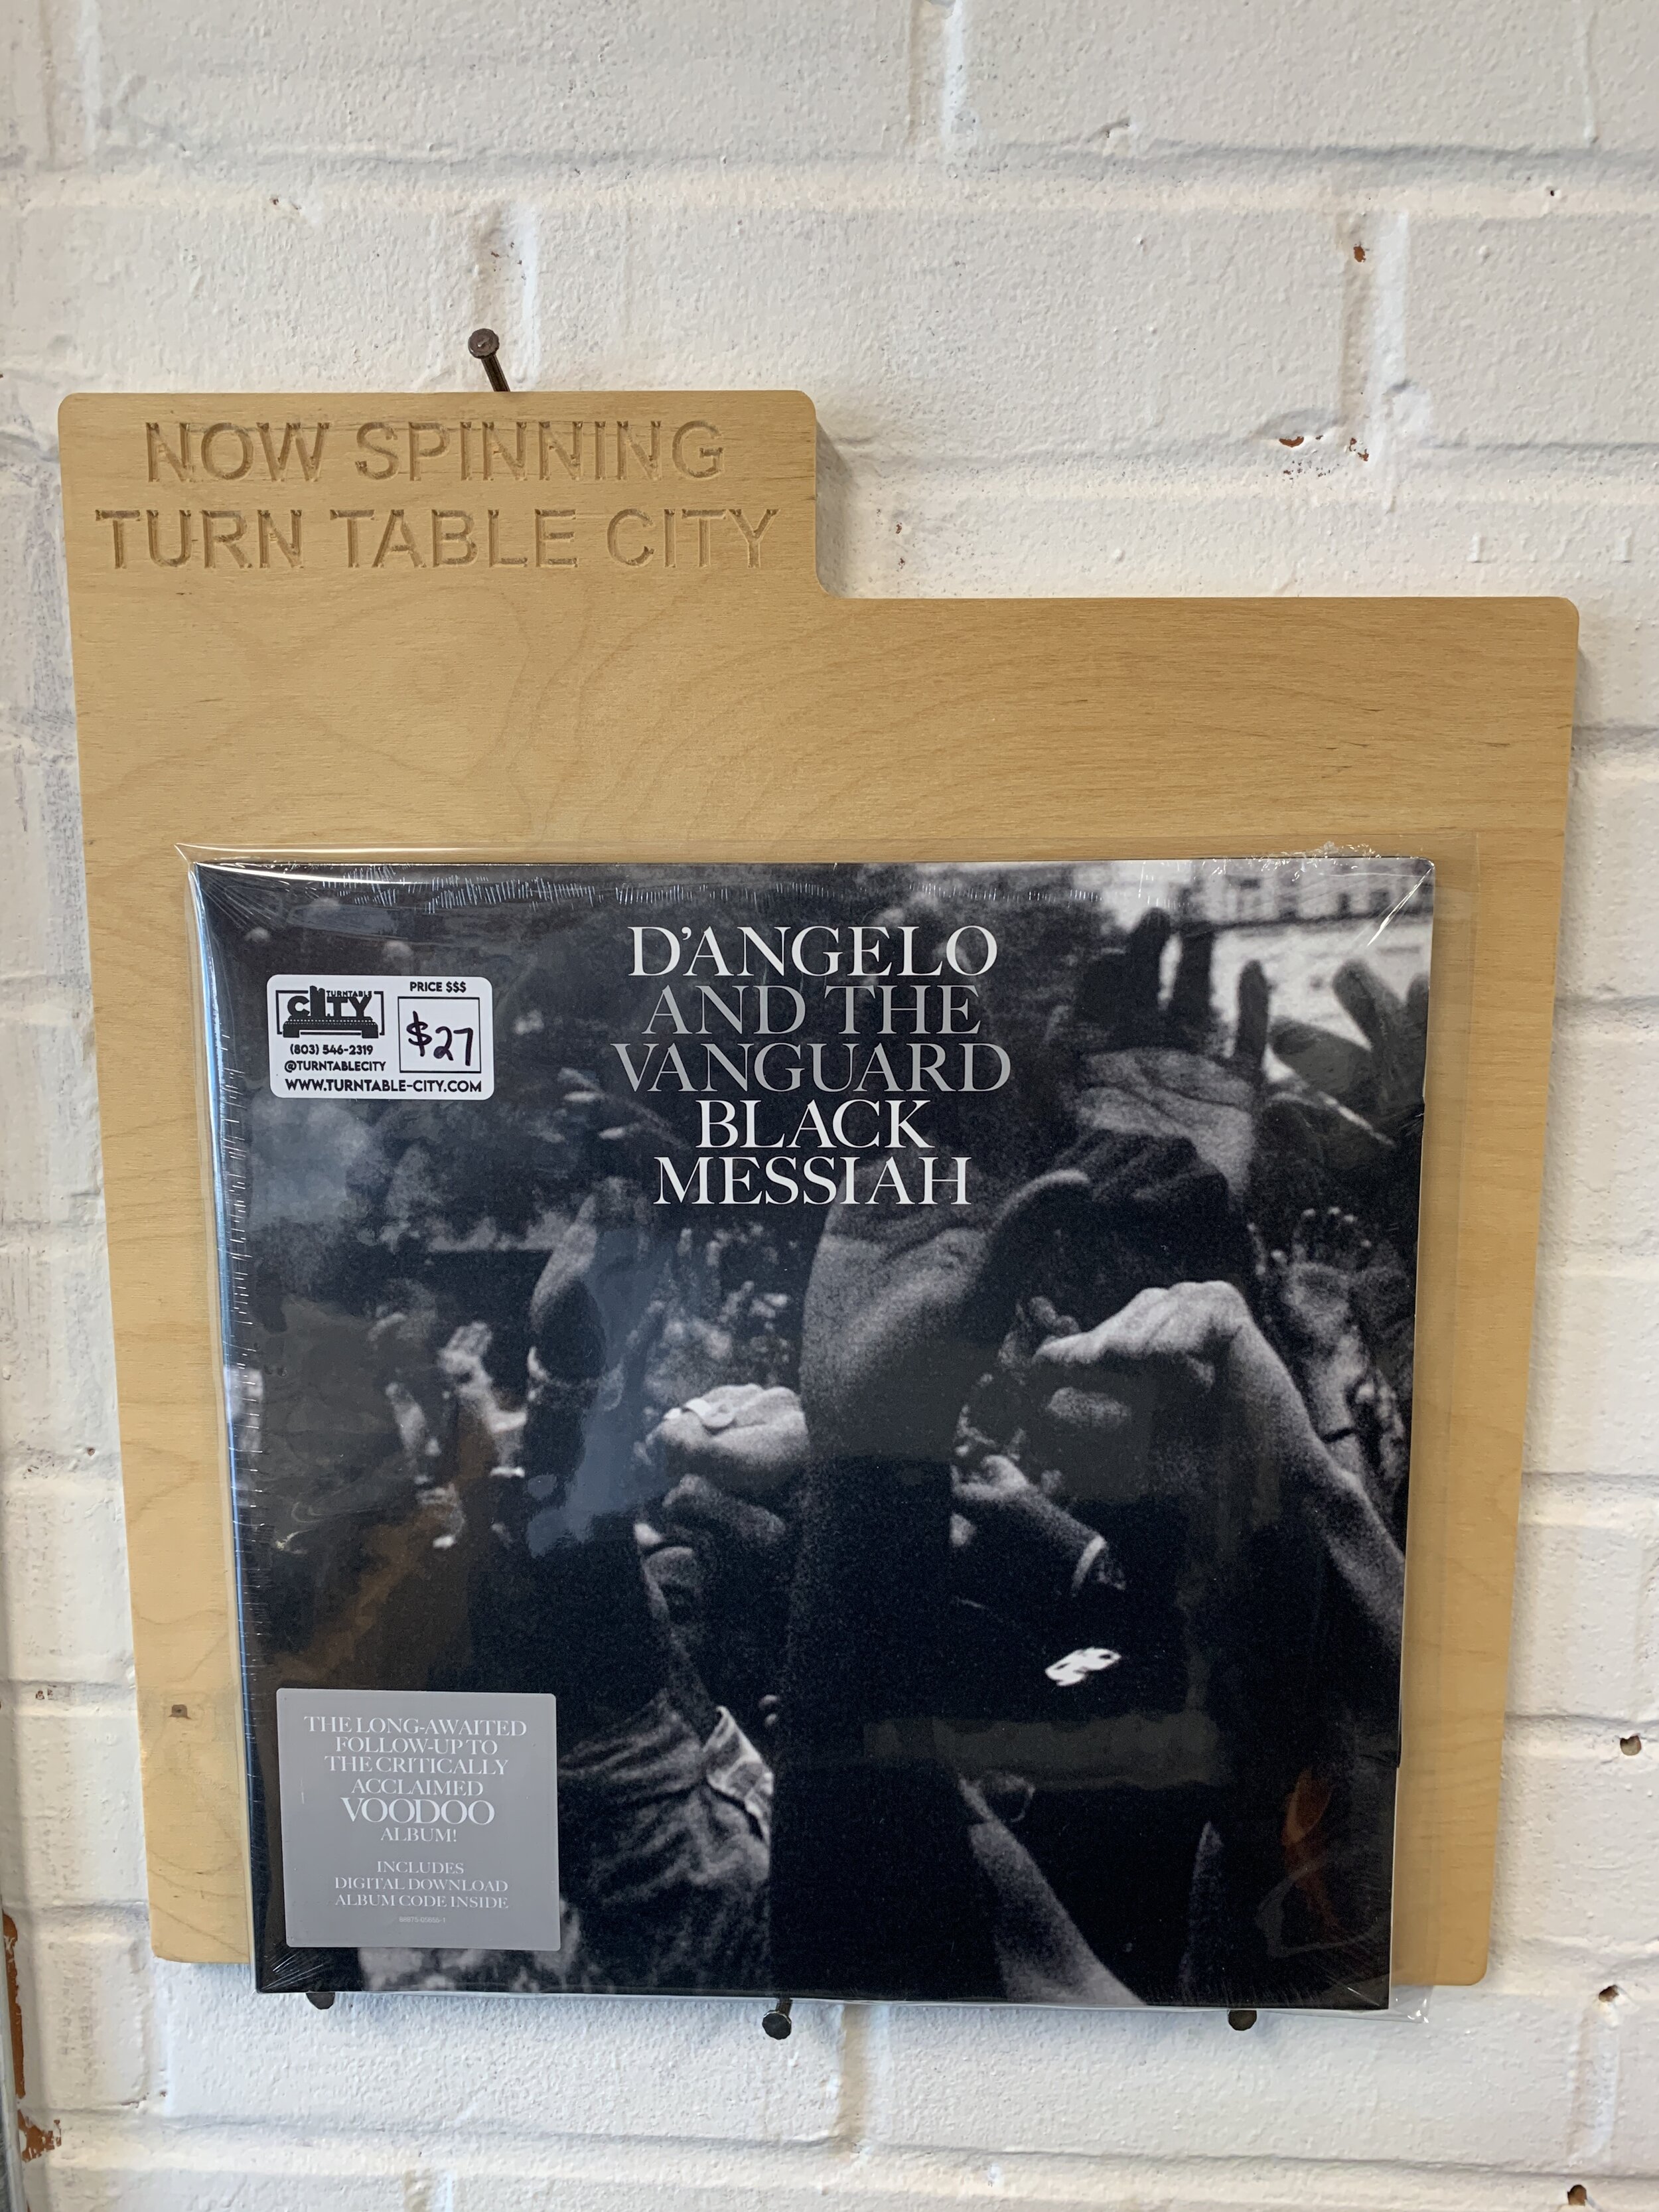 NOW SPINNING
TURN TABLE CITY
D'ANGELO
AND THE
VANGUARD
BLACK
MESSIAH
TURNTABLE
CITY
PRICE $$$
$27
(803) 546-2319
@TURNTABLECITY
WWW.TURNTABLE-CITY.COM
THE LONG-AWAITED
FOLLOW-UP TO
THE CRITICALLY
ACCLAIMED
VOODOO
ALBUM!
INCLUDES
DIGITAL DOWNLOAD
ALBUM CODE INSIDE